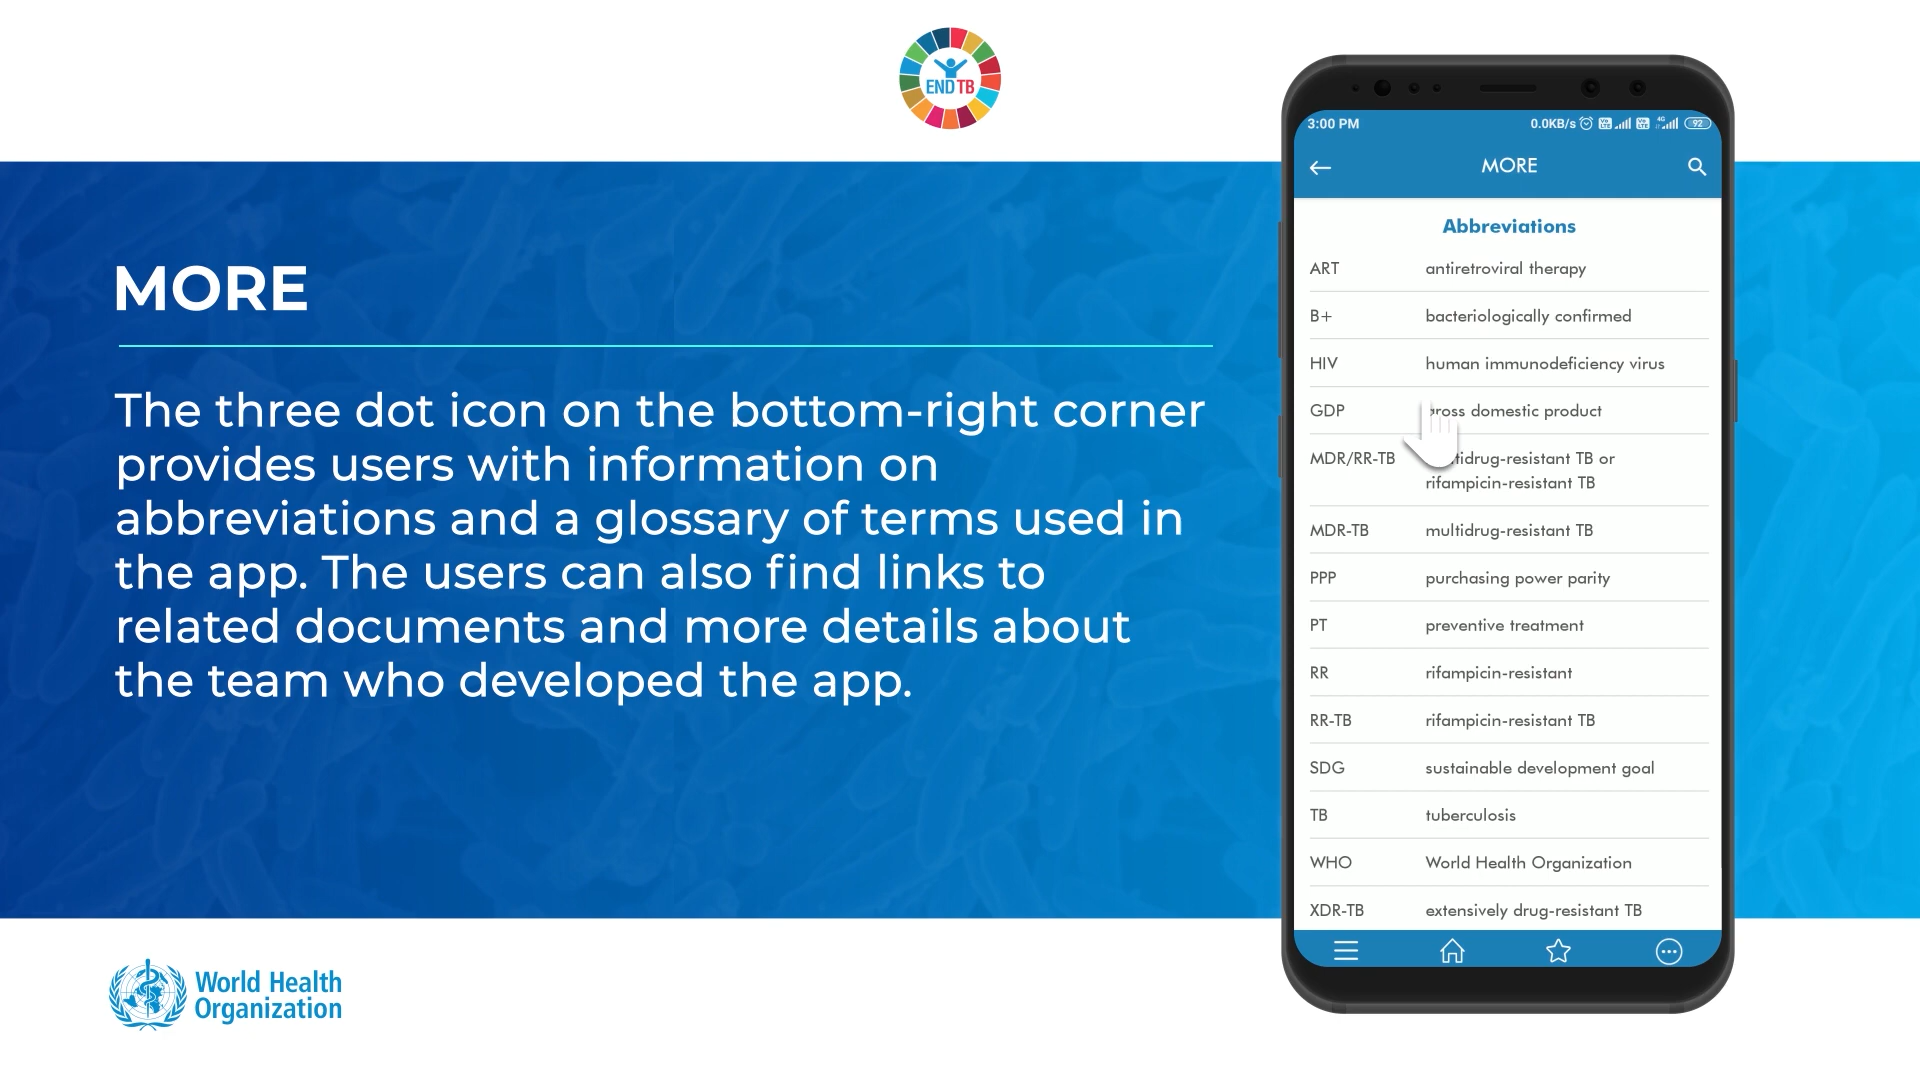 END TB
MORE
The three dot icon on the bottom-right corner
provides users with information on
abbreviations and a glossary of terms used in
the app. The users can also find links to
related documents and more details about
the team who developed the app.
World Health
Organization
3:00 PM 0.0KB/s 4G 92
MORE
Abbreviations
ART antiretroviral therapy
B+ bacteriologically confirmed
HIV human immunodeficiency virus
GDP gross domestic product
MDR/RR-TB tidrug-resistant TB or
rifampicin-resistant TB
MDR-TB multidrug-resistant TB
PPP purchasing power parity
PT preventive treatment
RR rifampicin-resistant
RR-TB rifampicin-resistant TB
SDG sustainable development goal
TB tuberculosis
WHO World Health Organization
XDR-TB extensively drug-resistant TB